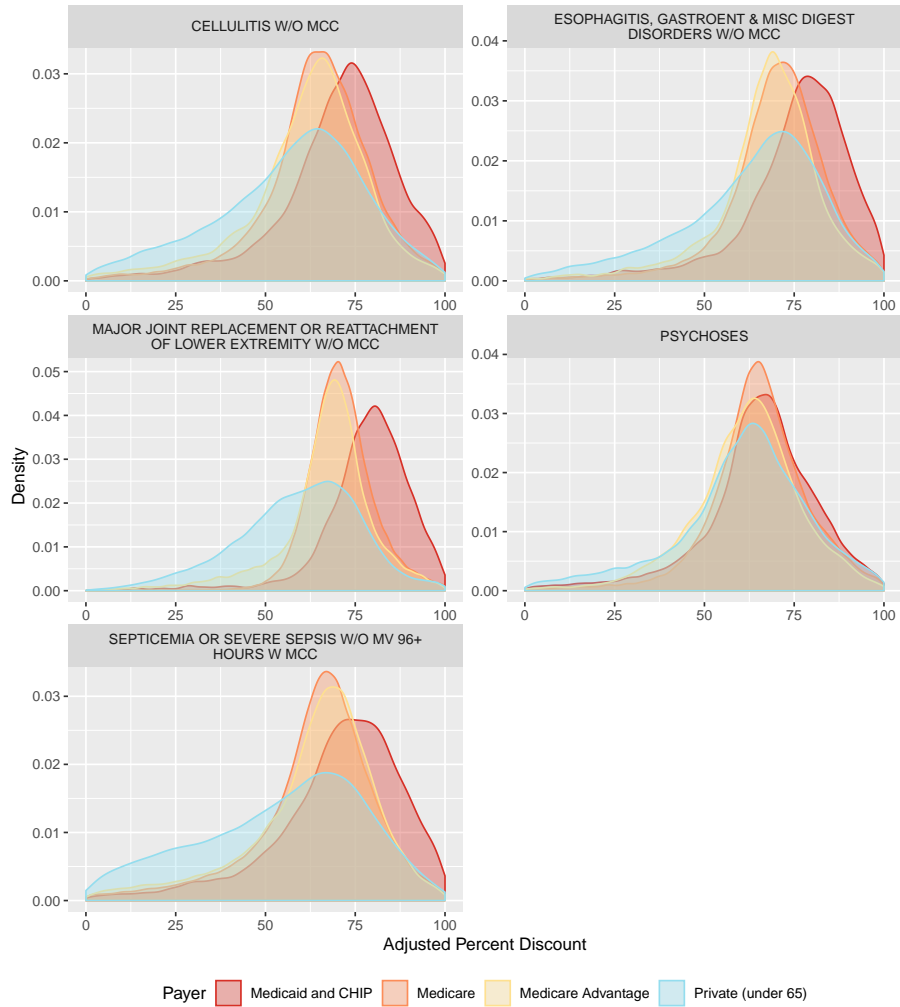 CELLULITIS W/O MCC
0.03
0.02
0.01
0.00
0 25 50 75 100
ESOPHAGITIS, GASTROENT & MISC DIGEST
DISORDERS W/O MCC
0.04
0.03
0.02
0.01
0.00
0 25 50 75 100
MAJOR JOINT REPLACEMENT OR REATTACHMENT
OF LOWER EXTREMITY W/O MCC
0.05
0.04
0.03
0.02
0.01
0.00
0 25 50 75 100
PSYCHOSES
0.04
0.03
0.02
0.01
0.00
0 25 50 75 100
SEPTICEMIA OR SEVERE SEPSIS W/O MV 96+
HOURS W MCC
0.03
0.02
0.01
0.00
0 25 50 75 100
Density
Adjusted Percent Discount
Payer Medicaid and CHIP Medicare Medicare Advantage Private (under 65)